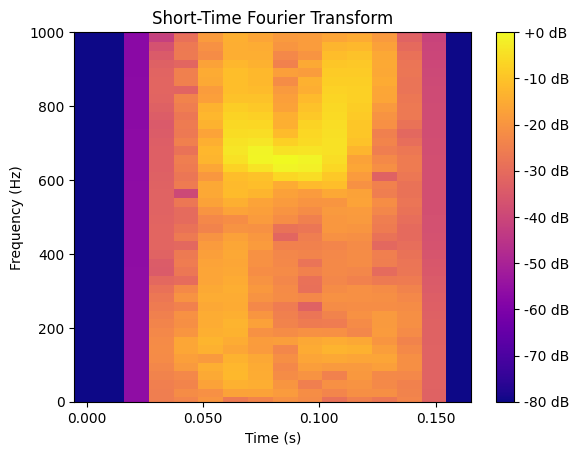 Short-Time Fourier Transform
1000
800
600
400
200
0
Frequency (Hz)
0.000
0.050
0.100
0.150
Time (s)
+0 dB
-10 dB
-20 dB
-30 dB
-40 dB
-50 dB
-60 dB
-70 dB
-80 dB